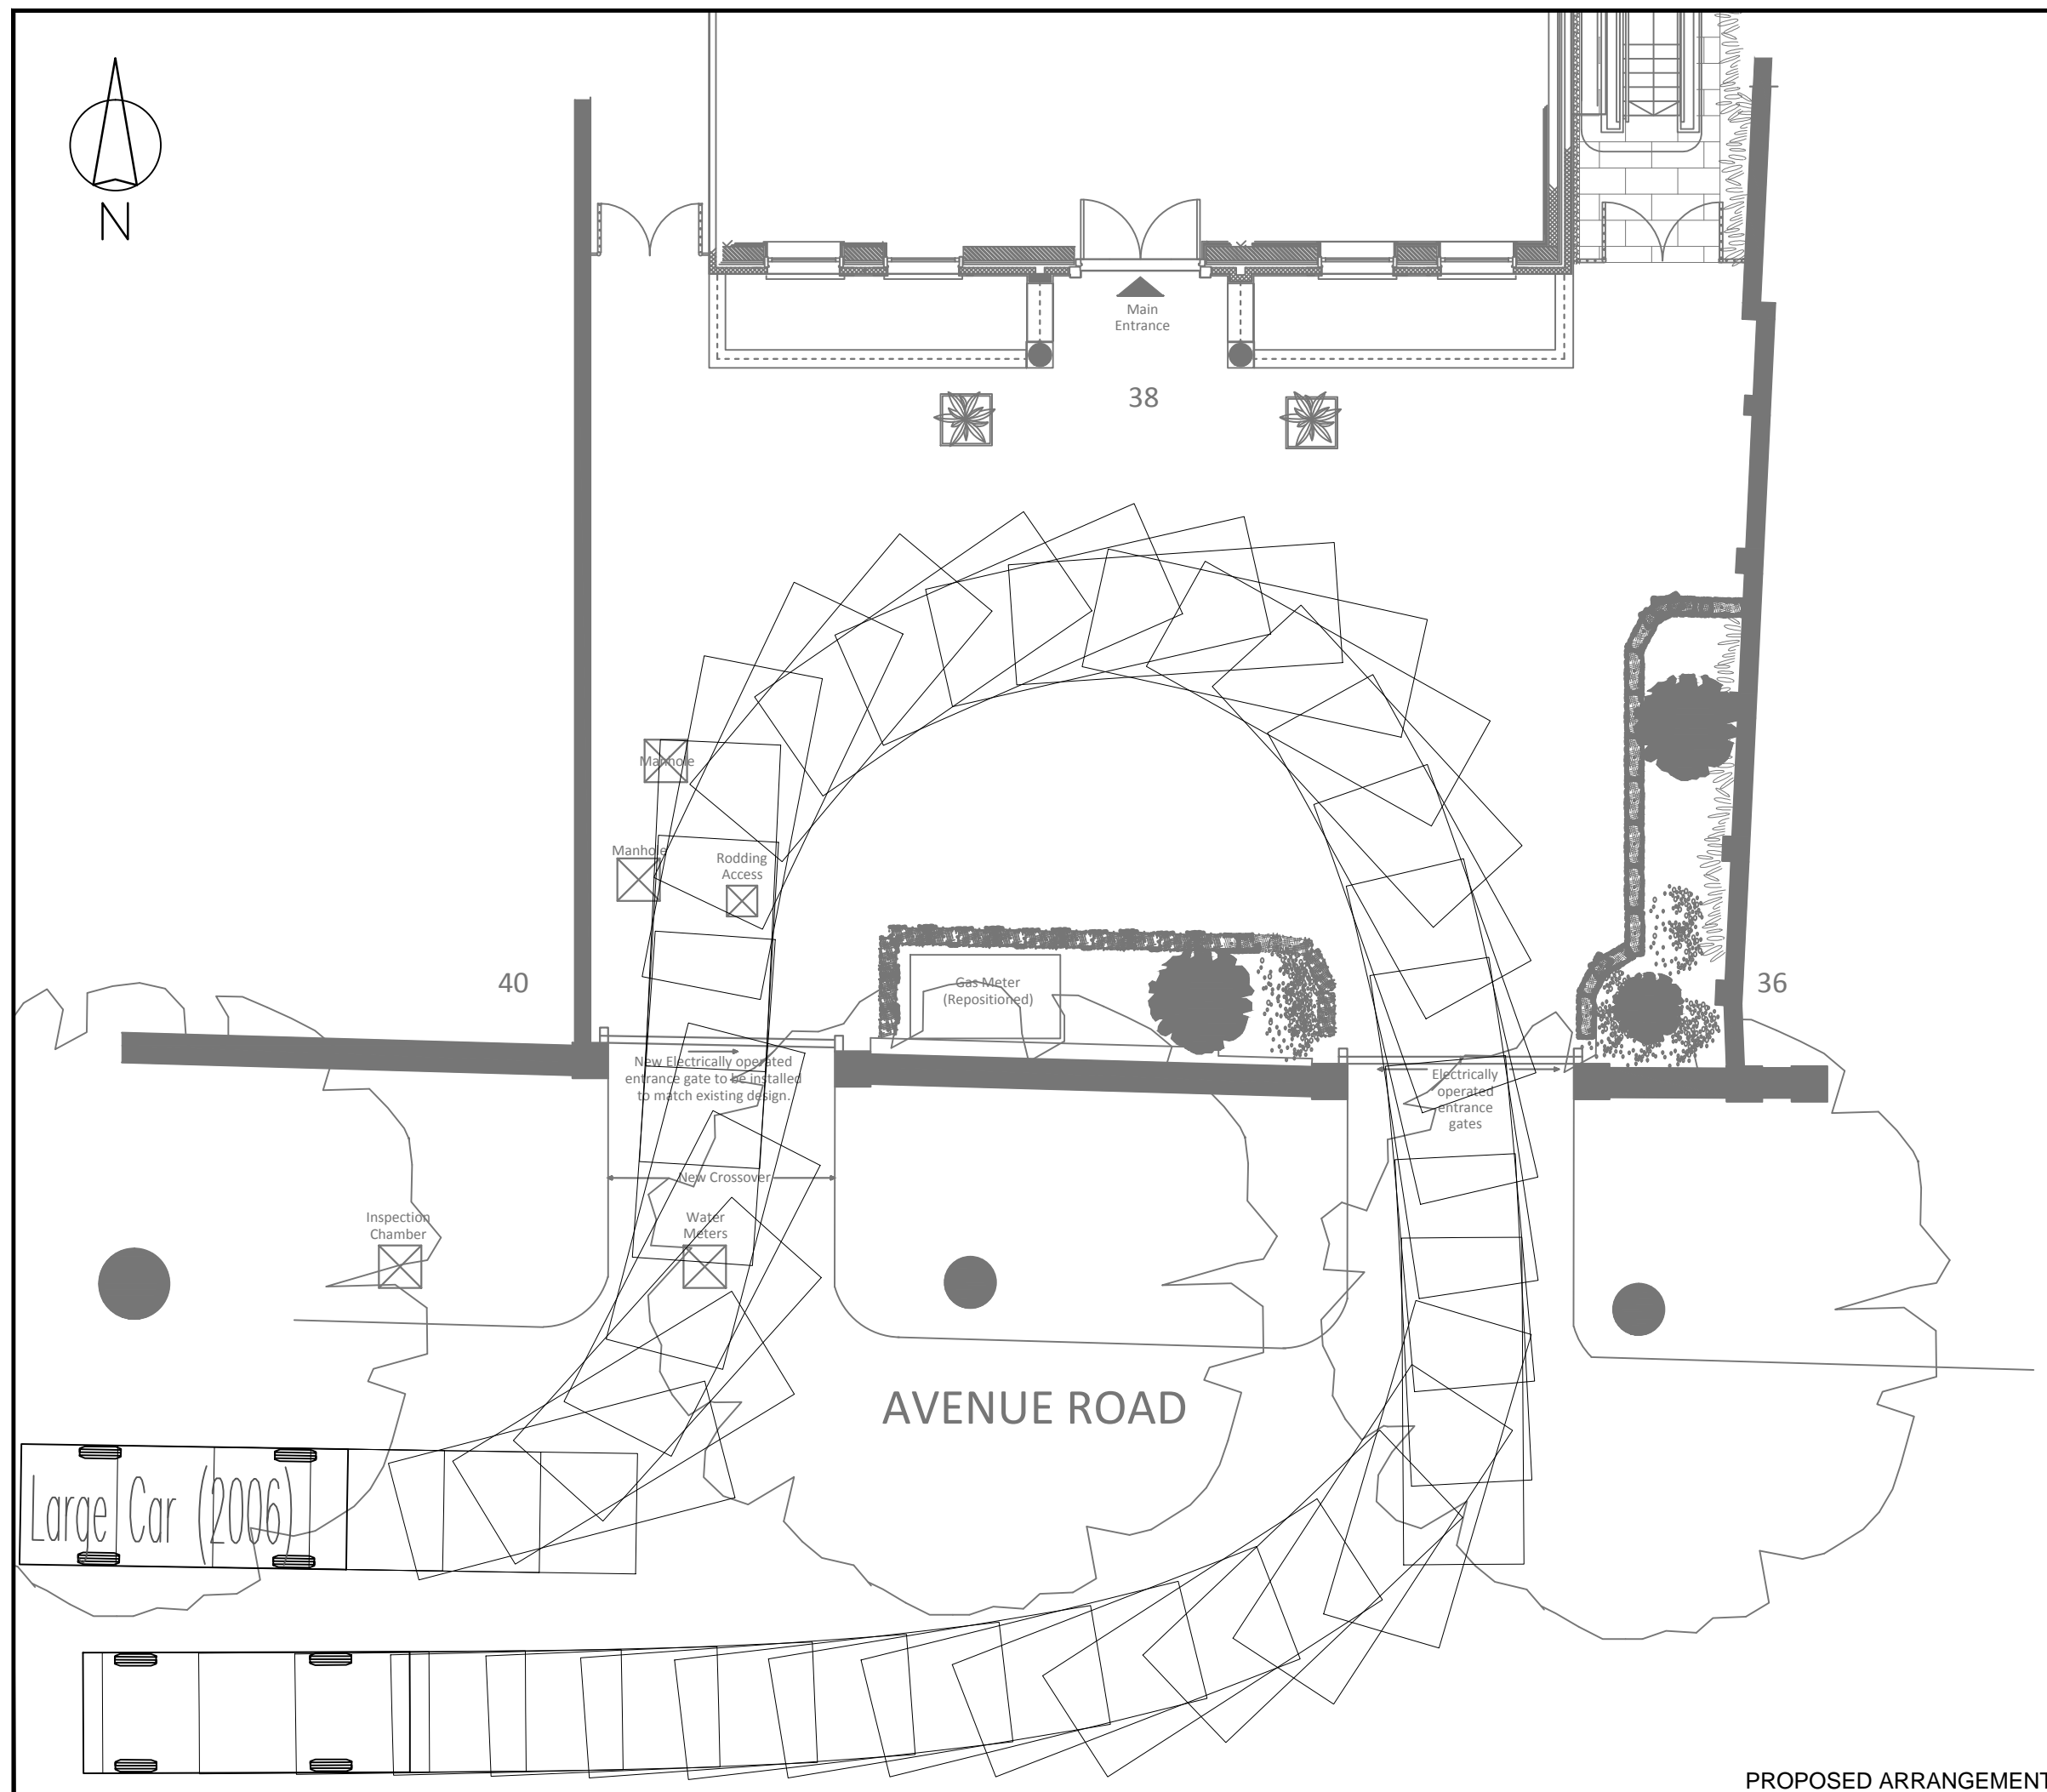 N
Main
Entrance
38
Manhole
Manhole
Rodding
Access
40
Gas Meter
(Repositioned)
36
New Electrically operated
entrance gate to be installed
to match existing design.
Electrically
operated
entrance
gates
New Crossover
Inspection
Chamber
Water
Meters
AVENUE ROAD
Large Car (2006)
PROPOSED ARRANGEMENT